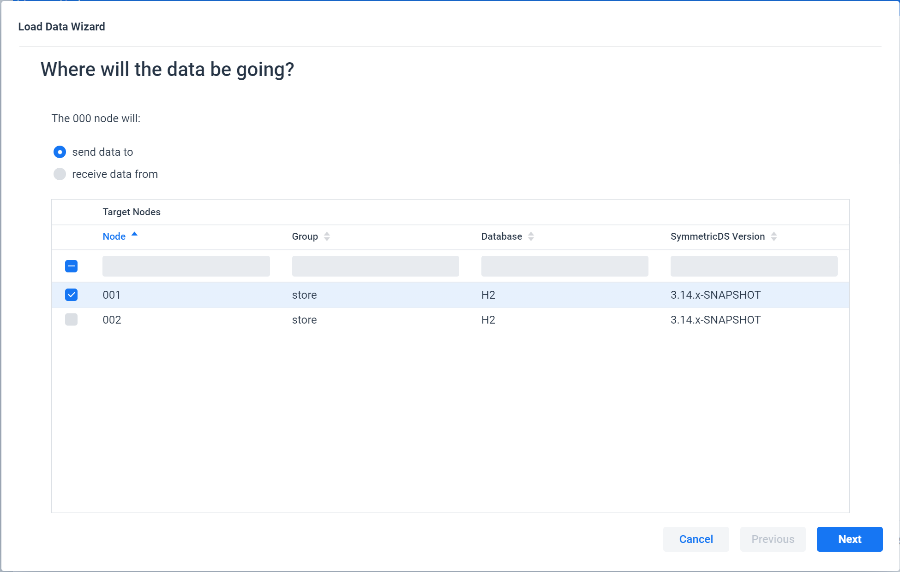 Load Data Wizard
Where will the data be going?
The 000 node will:
send data to
receive data from
Target Nodes
Node Group Database SymmetricDS Version
001 store H2 3.14.x-SNAPSHOT
002 store H2 3.14.x-SNAPSHOT
Cancel Previous Next